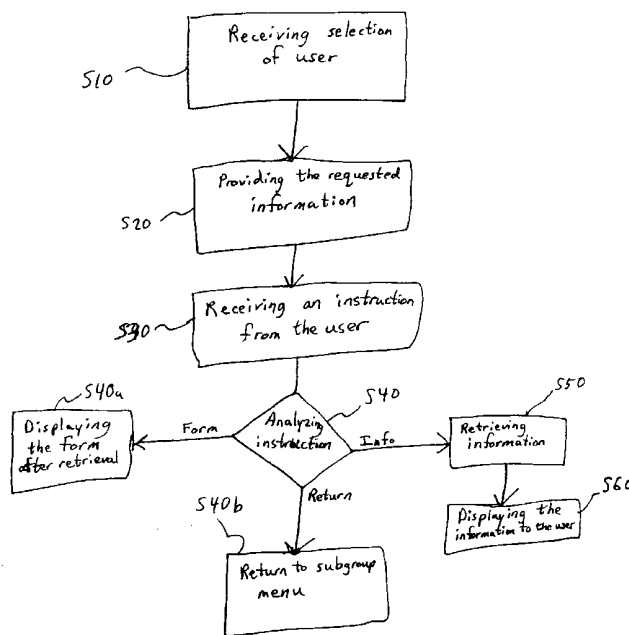 Receiving selection
of user
S10
Providing the requested
information
S20
Receiving an instruction
from the user
S30
S40a
S40
S50
Displaying
the form
after retrieval
Form
Analyzing
instruction
Info
Retrieving
information
Return
S60
Displaying the
information to the user
S40b
Return to subgroup
menu